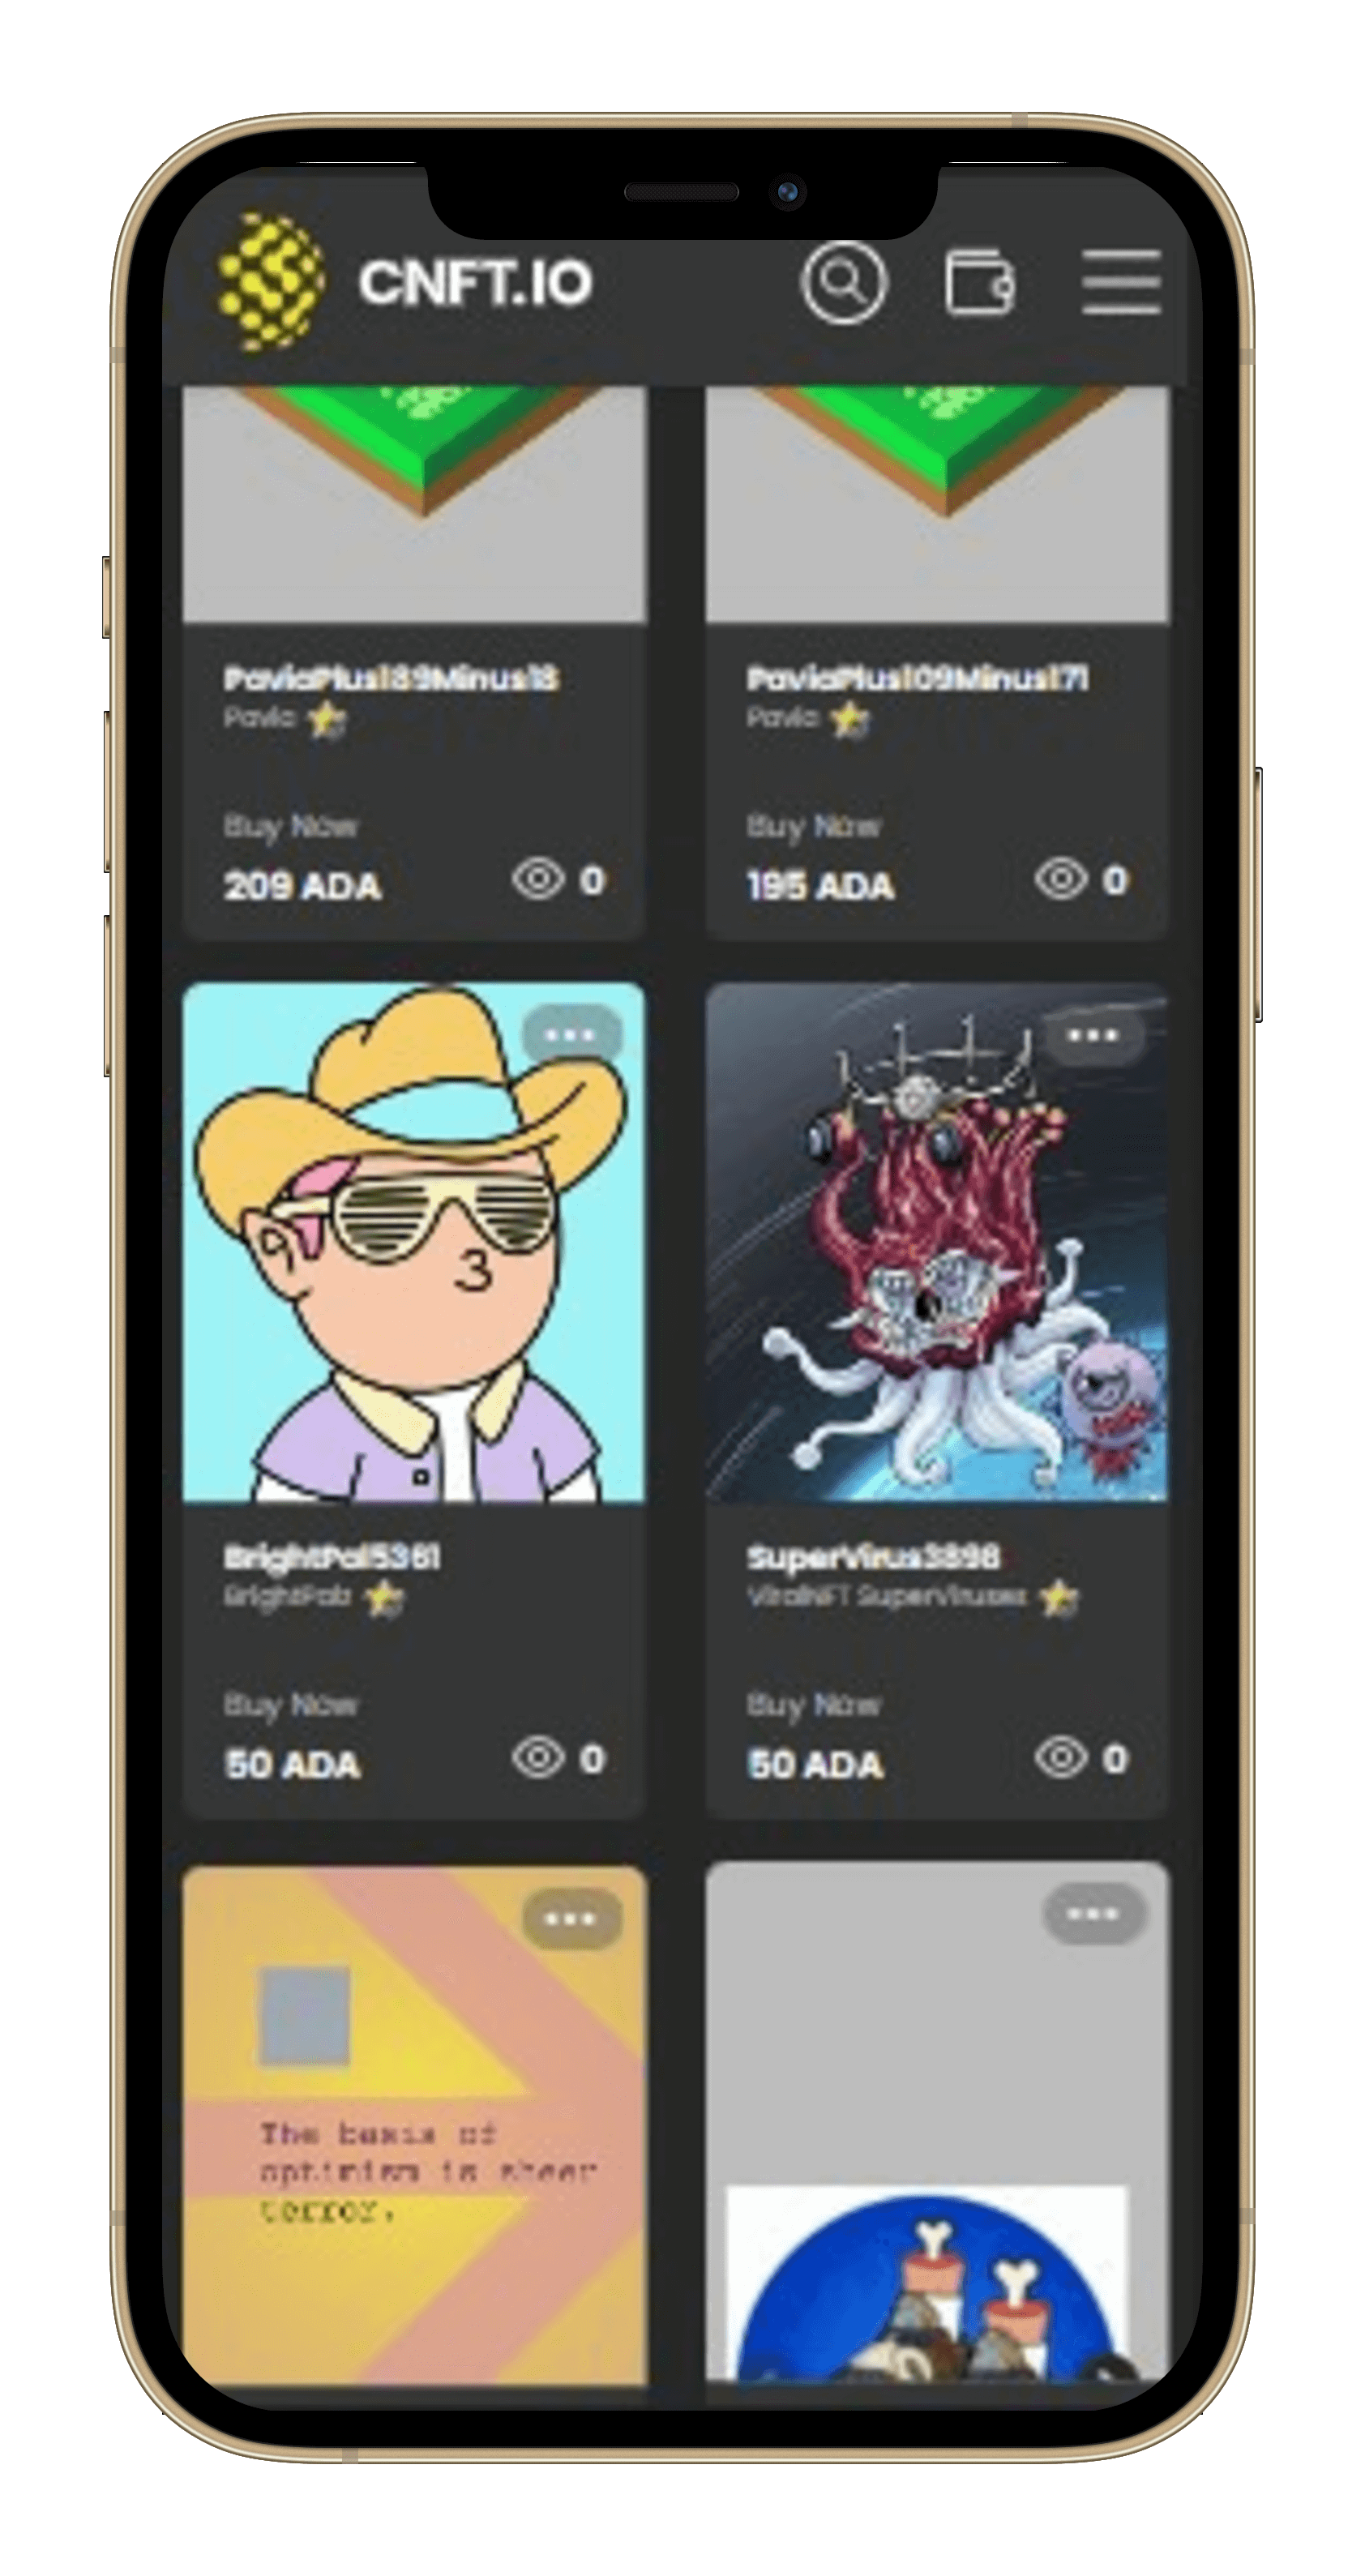 CNFT.IO
PaviaPlus189Minus18
Pavia
Buy Now
209 ADA
0
PaviaPlus109Minus171
Pavia
Buy Now
195 ADA
0
BrightPal5361
BrightPals
Buy Now
50 ADA
0
SuperVirus3898
ViralNFT SuperViruses
Buy Now
50 ADA
0
The basis of
optimism is sheer
terror.